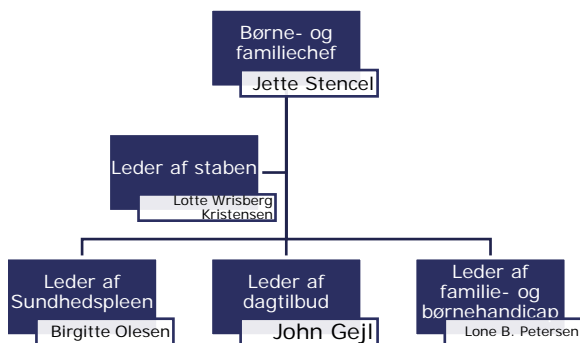 Børne- og
familiechef
Jette Stencel
Leder af staben
Lotte Wrisberg
Kristensen
Leder af
Sundhedspleen
Birgitte Olesen
Leder af
dagtilbud
John Gejl
Leder af
familie- og
børnehandicap
Lone B. Petersen